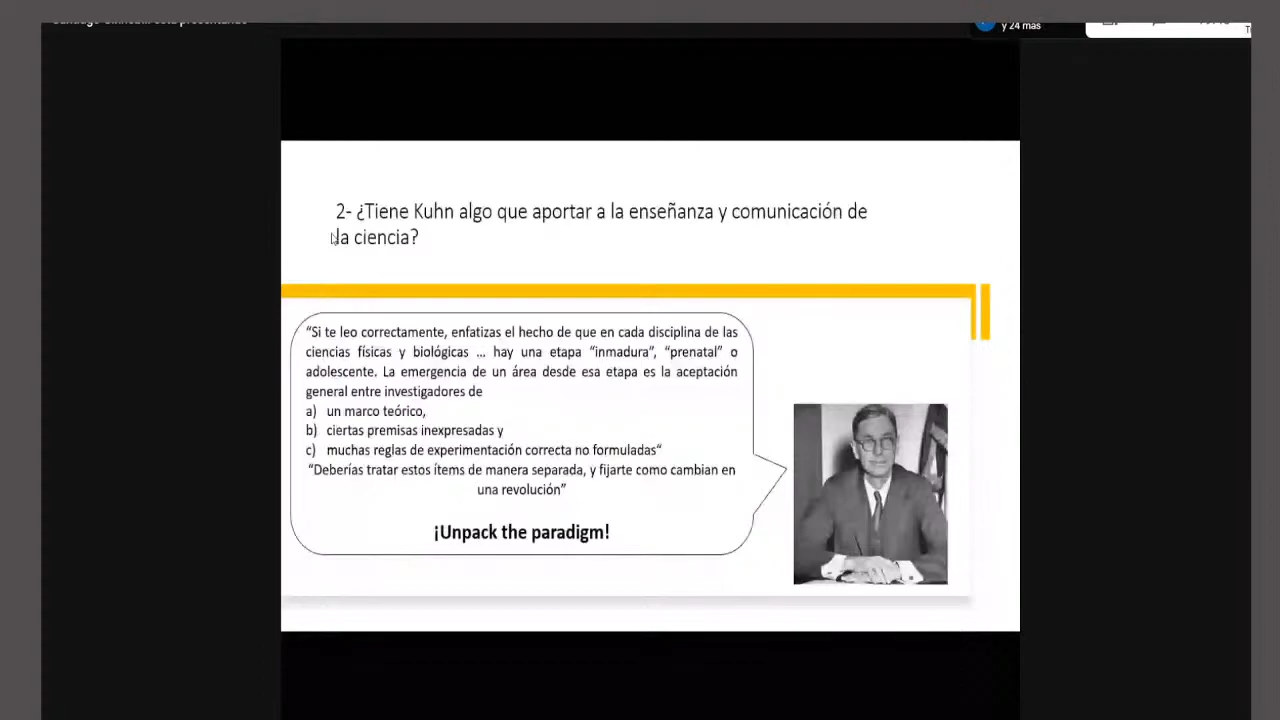 y 24 más
2- ¿Tiene Kuhn algo que aportar a la enseñanza y comunicación de
la ciencia?
“Si te leo correctamente, enfatizas el hecho de que en cada disciplina de las
ciencias físicas y biológicas ... hay una etapa “inmadura”, “prenatal” o
adolescente. La emergencia de un área desde esa etapa es la aceptación
general entre investigadores de
a) un marco teórico,
b) ciertas premisas inexpresadas y
c) muchas reglas de experimentación correcta no formuladas“
“Deberías tratar estos ítems de manera separada, y fijarte como cambian en
una revolución”
¡Unpack the paradigm!